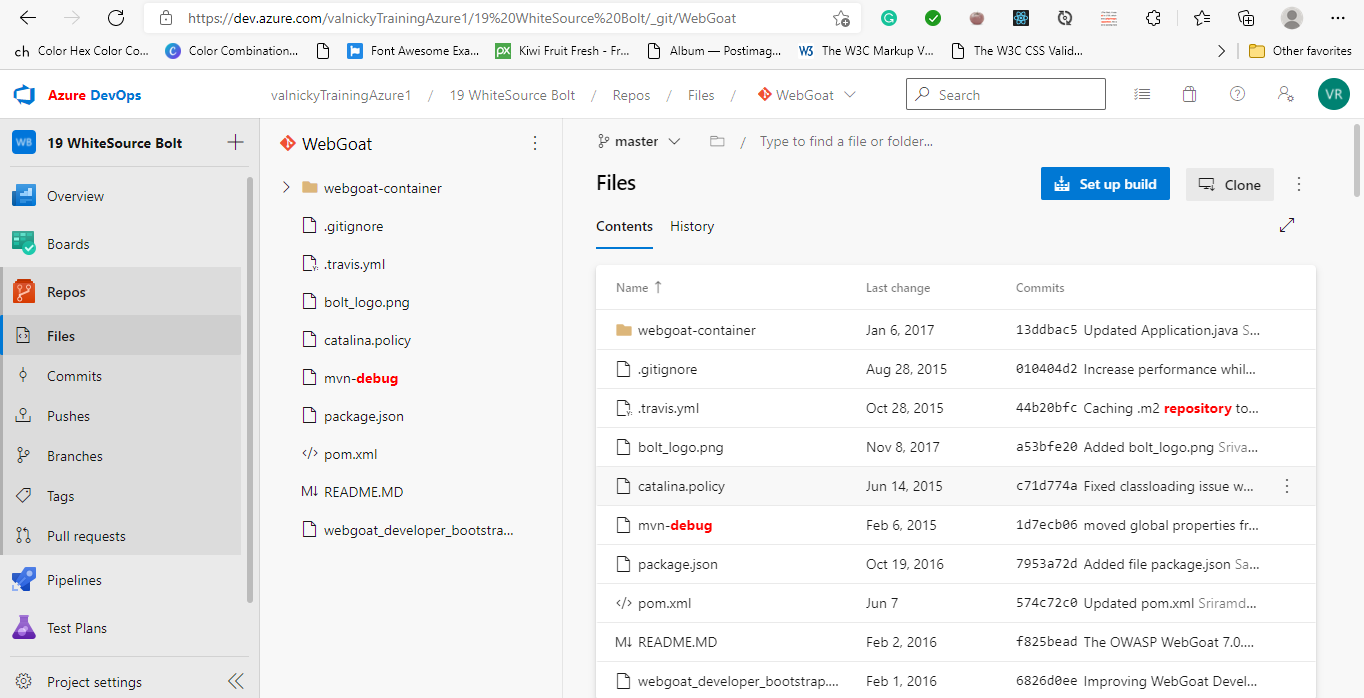 https://dev.azure.com/valnickyTrainingAzure1/19%20WhiteSource%20Bolt/_git/WebGoat
ch Color Hex Color Co... C Color Combination... Font Awesome Exa... px Kiwi Fruit Fresh - Fr... Album — Postimag... W3 The W3C Markup V... The W3C CSS Valid... Other favorites
Azure DevOps valnickyTrainingAzure1 / 19 WhiteSource Bolt / Repos / Files / WebGoat Search VR
WB 19 WhiteSource Bolt
Overview
Boards
Repos
Files
Commits
Pushes
Branches
Tags
Pull requests
Pipelines
Test Plans
Project settings
WebGoat
webgoat-container
.gitignore
.travis.yml
bolt_logo.png
catalina.policy
mvn-debug
package.json
</> pom.xml
M↓ README.MD
webgoat_developer_bootstra...
master / Type to find a file or folder...
Files Set up build Clone
Contents History
Name ↑ Last change Commits
webgoat-container Jan 6, 2017 13ddbac5 Updated Application.java S...
.gitignore Aug 28, 2015 010404d2 Increase performance whil...
.travis.yml Oct 28, 2015 44b20bfc Caching .m2 repository to...
bolt_logo.png Nov 8, 2017 a53bfe20 Added bolt_logo.png Sriva...
catalina.policy Jun 14, 2015 c71d774a Fixed classloading issue w...
mvn-debug Feb 6, 2015 1d7ecb06 moved global properties fr...
package.json Oct 19, 2016 7953a72d Added file package.json Sa...
</> pom.xml Jun 7 574c72c0 Updated pom.xml Sriramd...
M↓ README.MD Feb 2, 2016 f825bead The OWASP WebGoat 7.0....
webgoat_developer_bootstrap.... Feb 1, 2016 6826d0ee Improving WebGoat Devel...